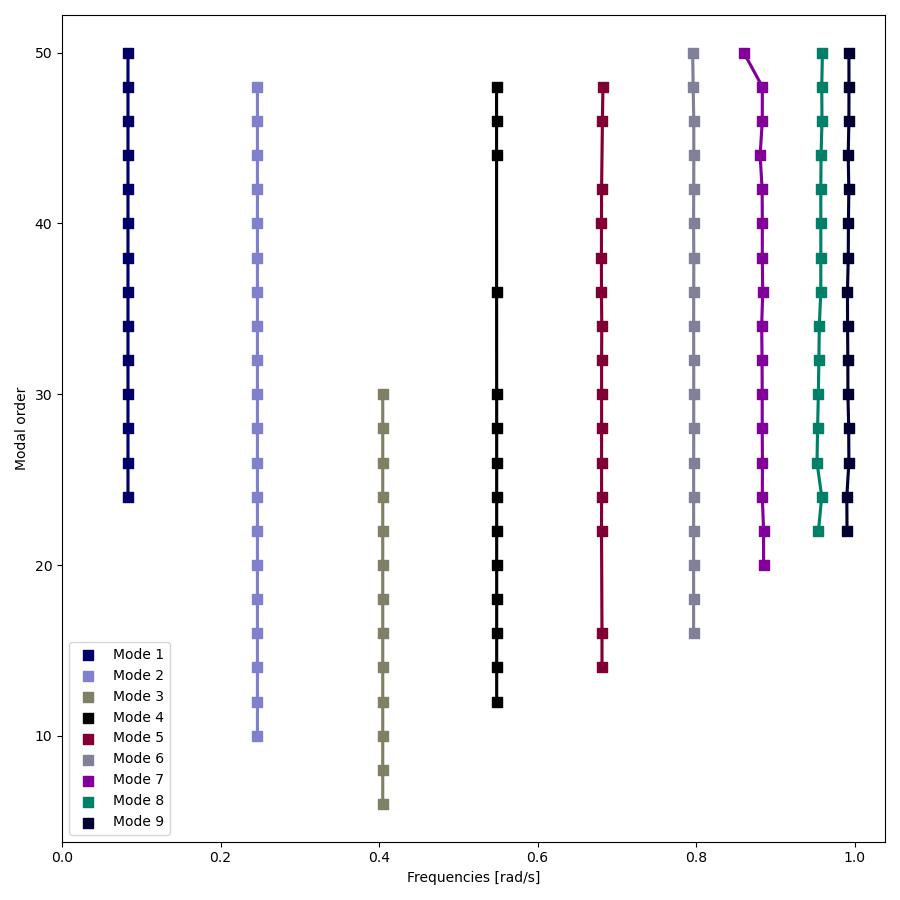 50
40
30
20
10
Modal order
Mode 1
Mode 2
Mode 3
Mode 4
Mode 5
Mode 6
Mode 7
Mode 8
Mode 9
0.0 0.2 0.4 0.6 0.8 1.0
Frequencies [rad/s]